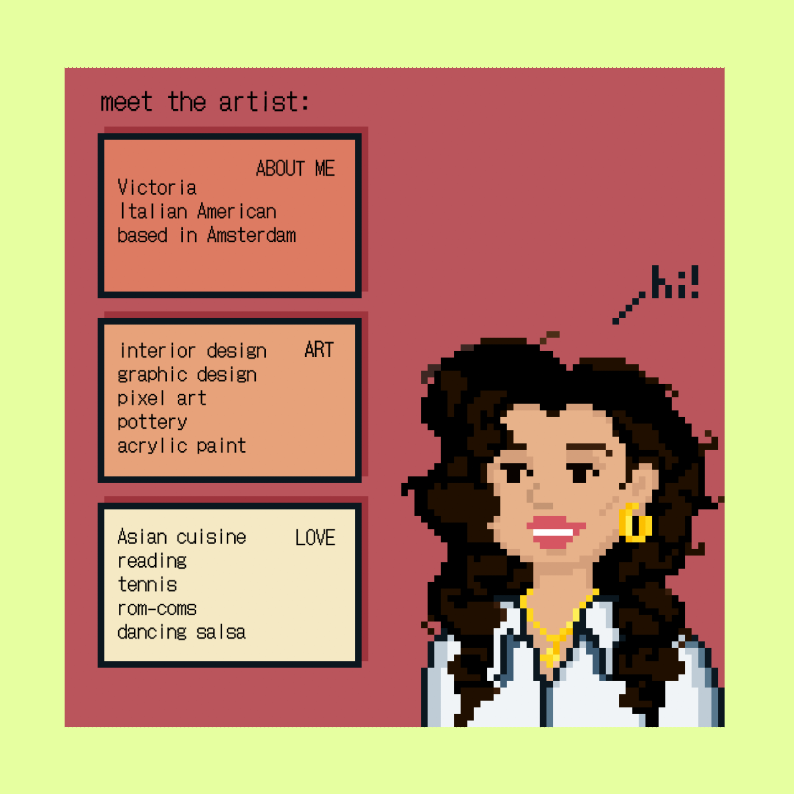 meet the artist:
ABOUT ME
Victoria
Italian American
based in Amsterdam
hi!
ART
interior design
graphic design
pixel art
pottery
acrylic paint
LOVE
Asian cuisine
reading
tennis
rom-coms
dancing salsa